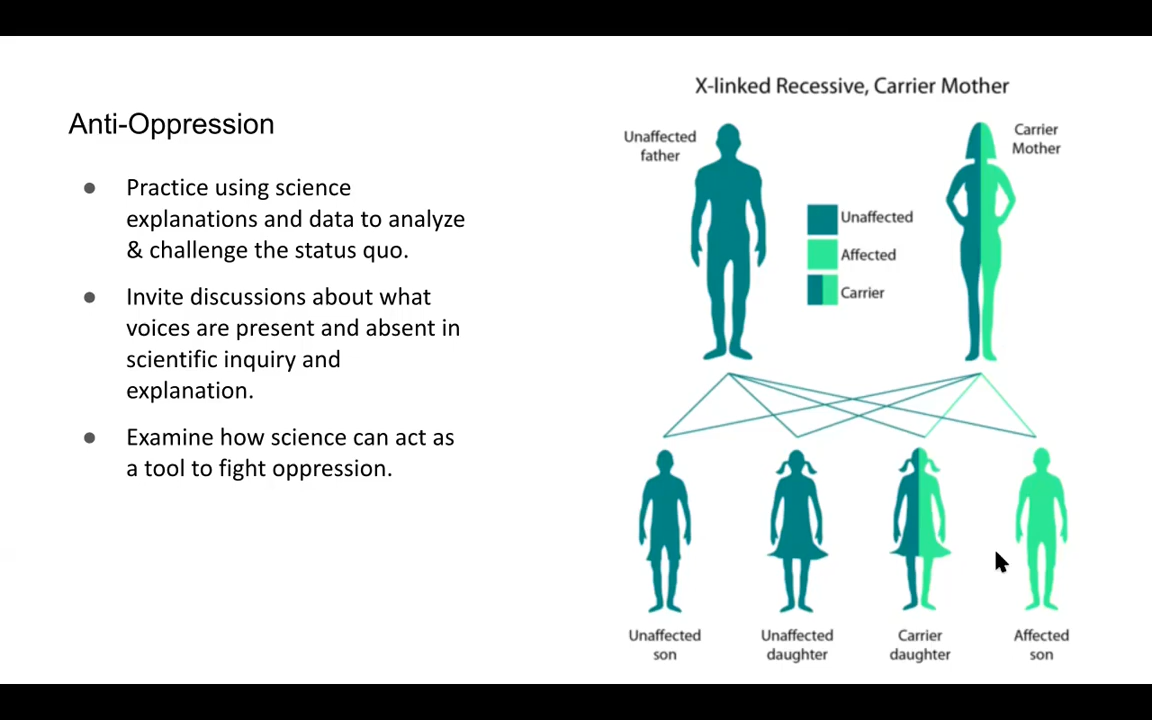 Anti-Oppression
● Practice using science
explanations and data to analyze
& challenge the status quo.
● Invite discussions about what
voices are present and absent in
scientific inquiry and
explanation.
● Examine how science can act as
a tool to fight oppression.
X-linked Recessive, Carrier Mother
Unaffected
father
Carrier
Mother
Unaffected
Affected
Carrier
Unaffected
son
Unaffected
daughter
Carrier
daughter
Affected
son